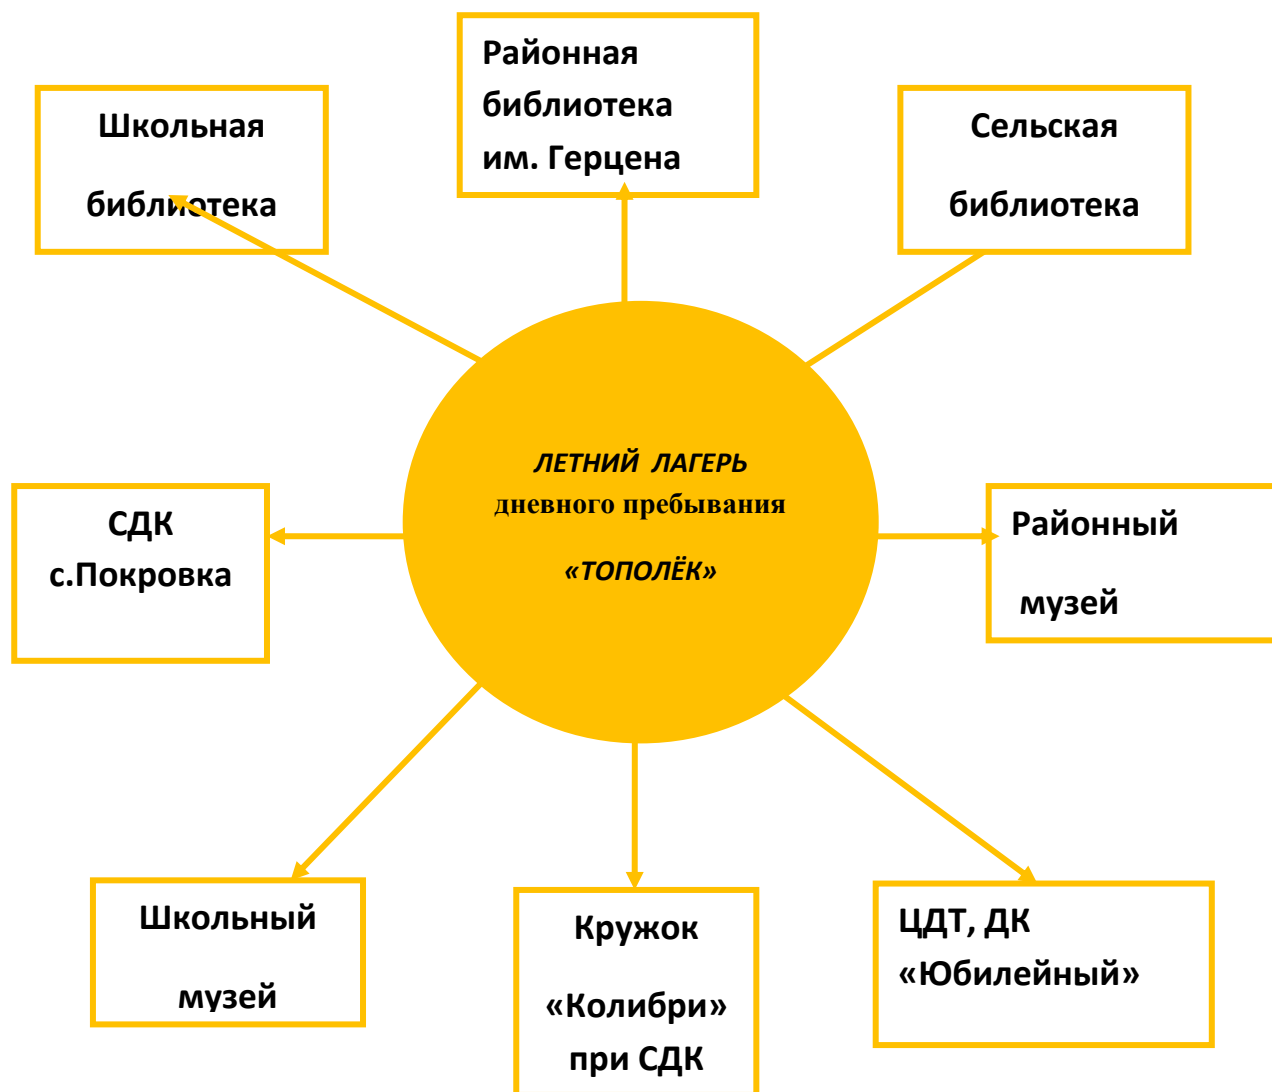 Районная
библиотека
им. Герцена
Школьная
библиотека
Сельская
библиотека
ЛЕТНИЙ ЛАГЕРЬ
дневного пребывания
«ТОПОЛЁК»
СДК
с.Покровка
Районный
музей
Школьный
музей
Кружок
«Колибри»
при СДК
ЦДТ, ДК
«Юбилейный»